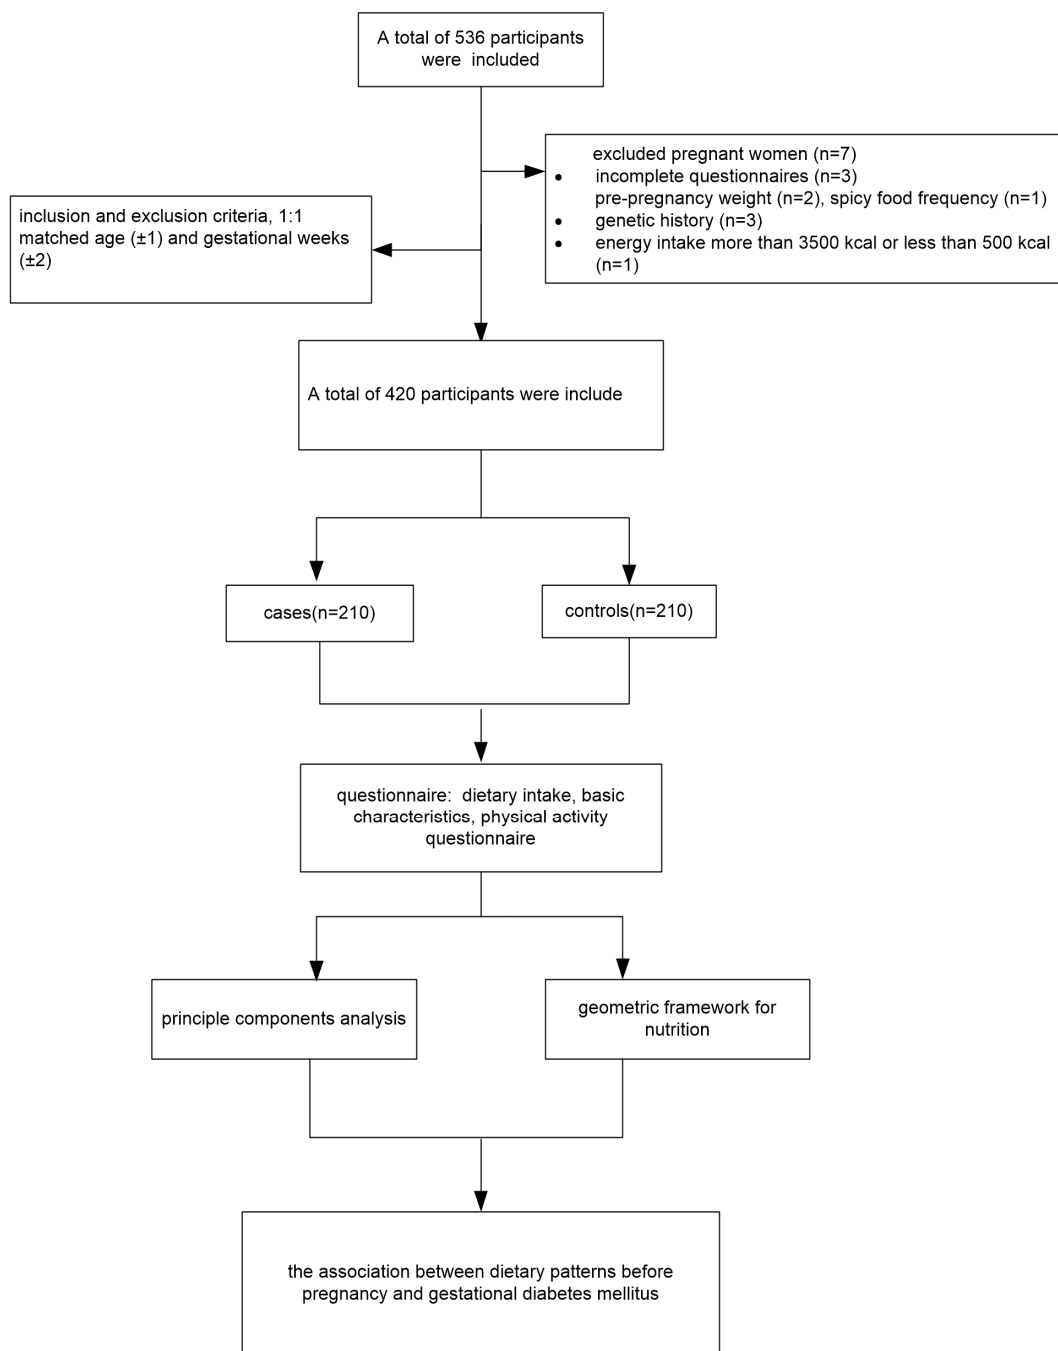 A total of 536 participants
were included
excluded pregnant women (n=7)
• incomplete questionnaires (n=3)
pre-pregnancy weight (n=2), spicy food frequency (n=1)
• genetic history (n=3)
• energy intake more than 3500 kcal or less than 500 kcal
(n=1)
inclusion and exclusion criteria, 1:1
matched age (±1) and gestational weeks
(±2)
A total of 420 participants were include
cases(n=210)
controls(n=210)
questionnaire: dietary intake, basic
characteristics, physical activity
questionnaire
principle components analysis
geometric framework for
nutrition
the association between dietary patterns before
pregnancy and gestational diabetes mellitus